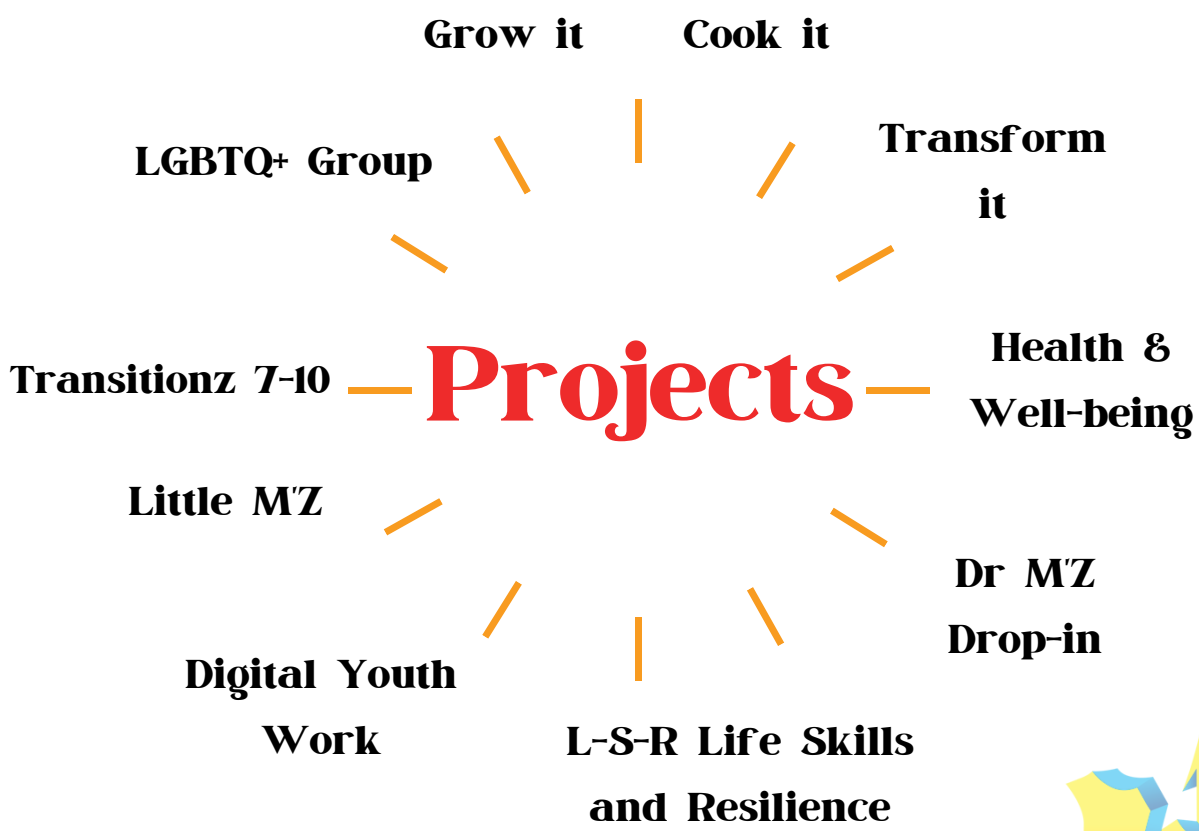 Grow it
Cook it
Transform
it
LGBTQ+ Group
Projects
Health &
Well-being
Transitionz 7-10
Little M'Z
Dr M'Z
Drop-in
Digital Youth
Work
L-S-R Life Skills
and Resilience